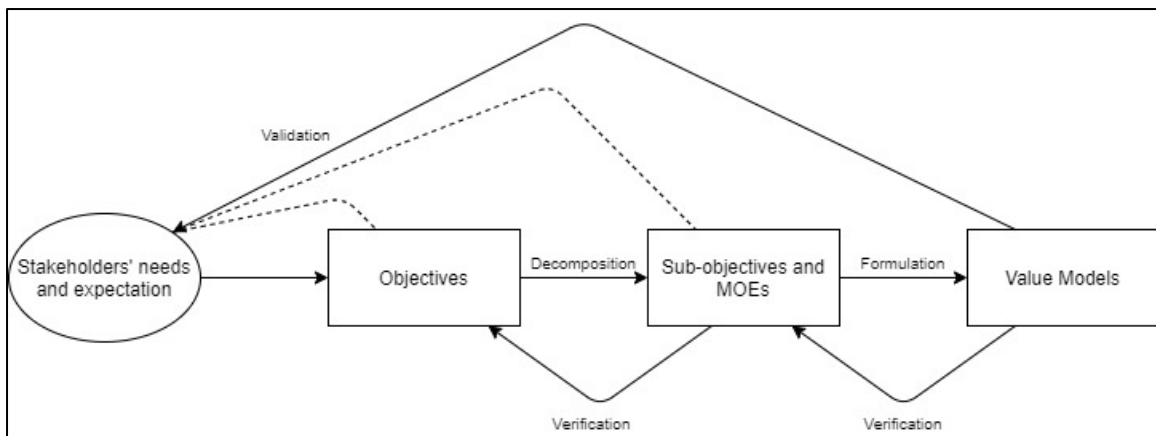 Validation
Stakeholders' needs
and expectation
Objectives
Decomposition
Sub-objectives and
MOEs
Formulation
Value Models
Verification
Verification